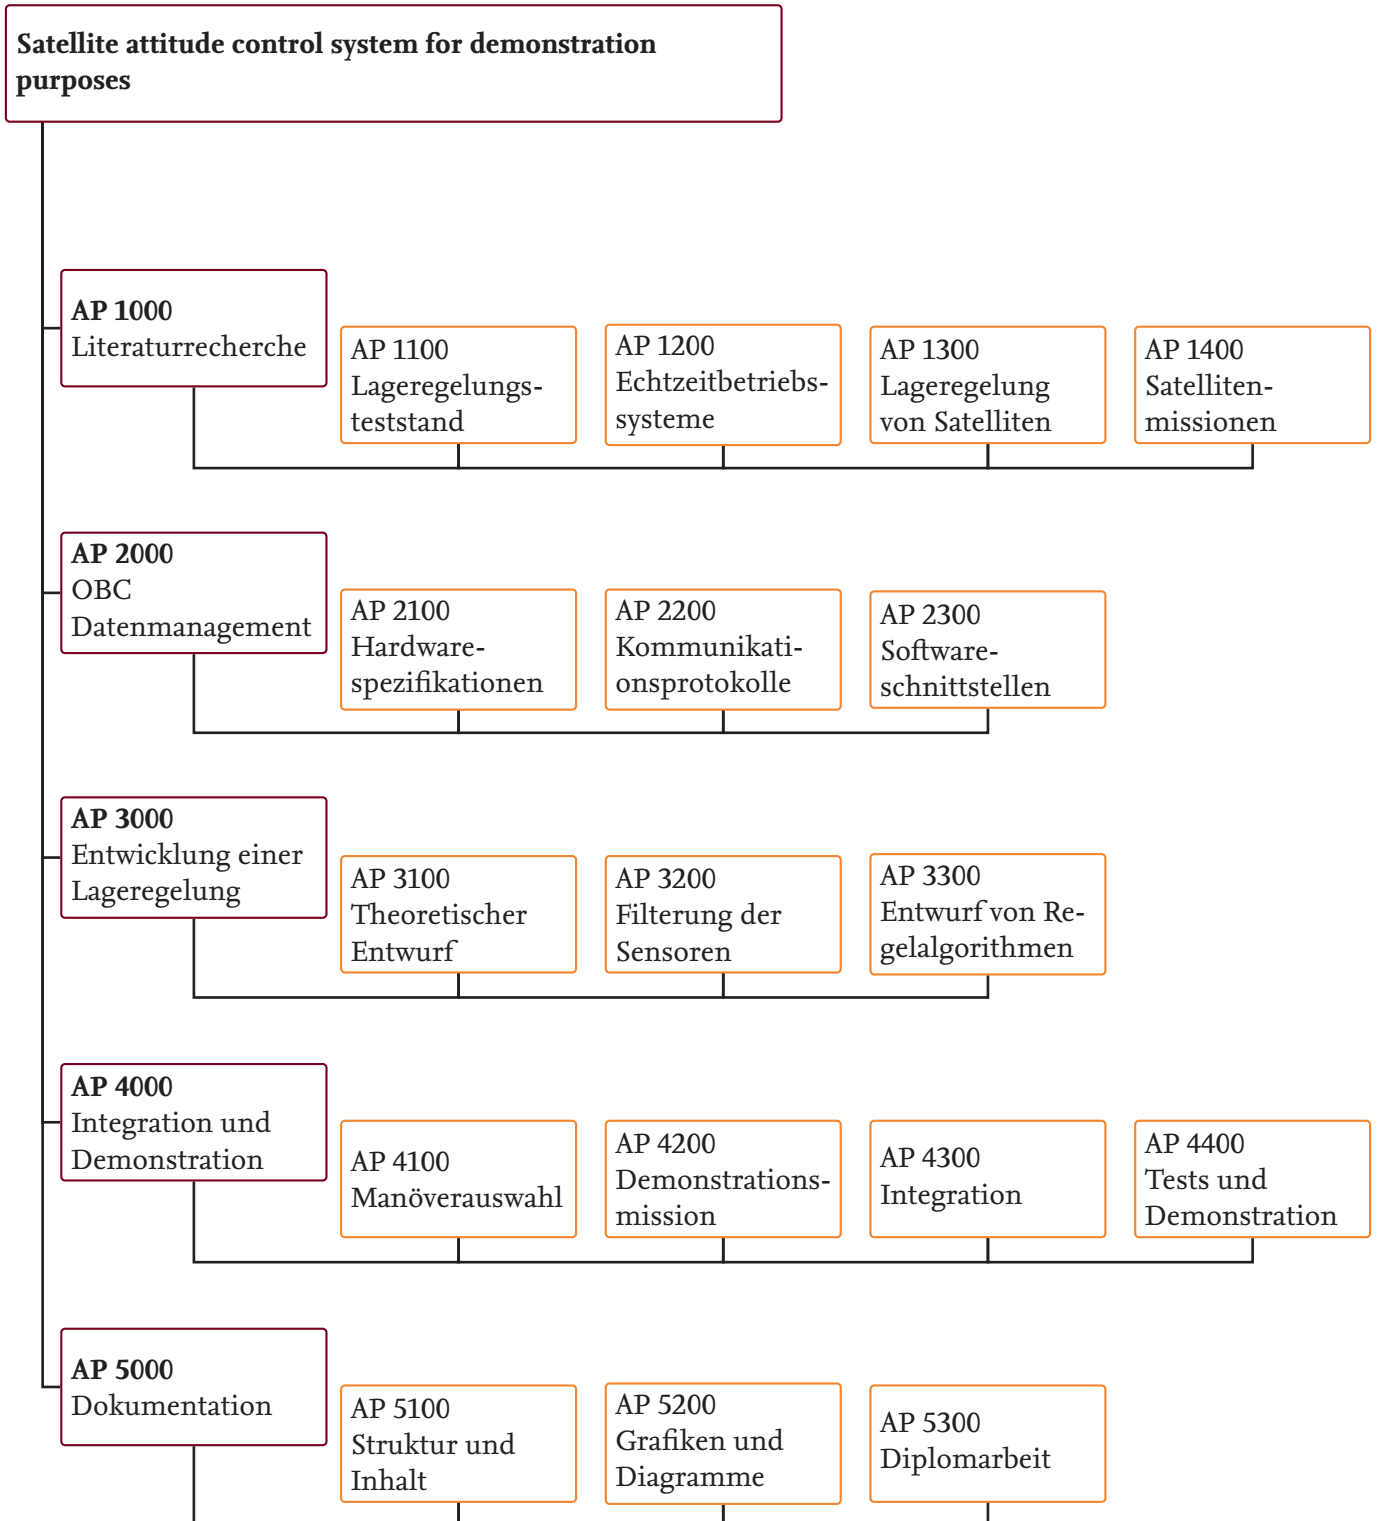 Satellite attitude control system for demonstration
purposes
AP 1000
Literaturrecherche
AP 1100
Lageregelungs-
teststand
AP 1200
Echtzeitbetriebs-
systeme
AP 1300
Lageregelung
von Satelliten
AP 1400
Satelliten-
missionen
AP 2000
OBC
Datenmanagement
AP 2100
Hardware-
spezifikationen
AP 2200
Kommunikati-
onsprotokolle
AP 2300
Software-
schnittstellen
AP 3000
Entwicklung einer
Lageregelung
AP 3100
Theoretischer
Entwurf
AP 3200
Filterung der
Sensoren
AP 3300
Entwurf von Re-
gelalgorithmen
AP 4000
Integration und
Demonstration
AP 4100
Manöverauswahl
AP 4200
Demonstrations-
mission
AP 4300
Integration
AP 4400
Tests und
Demonstration
AP 5000
Dokumentation
AP 5100
Struktur und
Inhalt
AP 5200
Grafiken und
Diagramme
AP 5300
Diplomarbeit